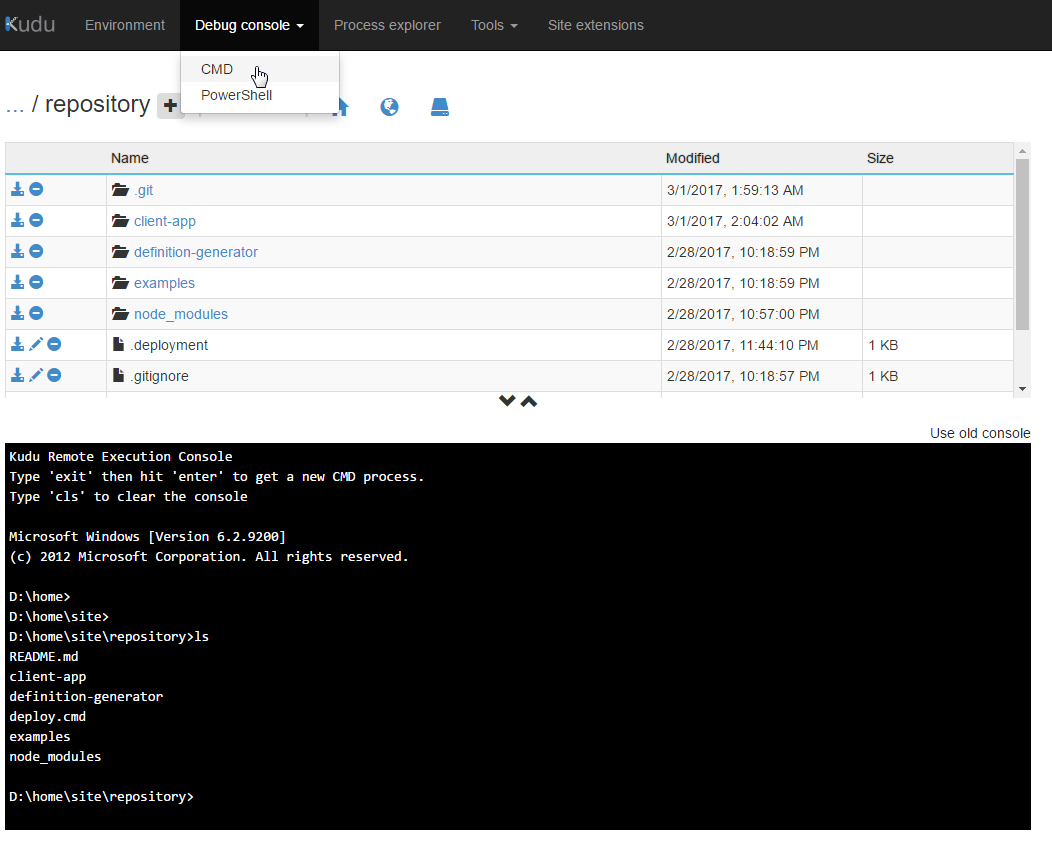 Kudu Environment Debug console Process explorer Tools Site extensions
CMD
PowerShell
... / repository +
Name Modified Size
.git 3/1/2017, 1:59:13 AM
client-app 3/1/2017, 2:04:02 AM
definition-generator 2/28/2017, 10:18:59 PM
examples 2/28/2017, 10:18:59 PM
node_modules 2/28/2017, 10:57:00 PM
.deployment 2/28/2017, 11:44:10 PM 1 KB
.gitignore 2/28/2017, 10:18:57 PM 1 KB
Use old console
Kudu Remote Execution Console
Type 'exit' then hit 'enter' to get a new CMD process.
Type 'cls' to clear the console
Microsoft Windows [Version 6.2.9200]
(c) 2012 Microsoft Corporation. All rights reserved.
D:\home>
D:\home\site>
D:\home\site\repository>ls
README.md
client-app
definition-generator
deploy.cmd
examples
node_modules
D:\home\site\repository>